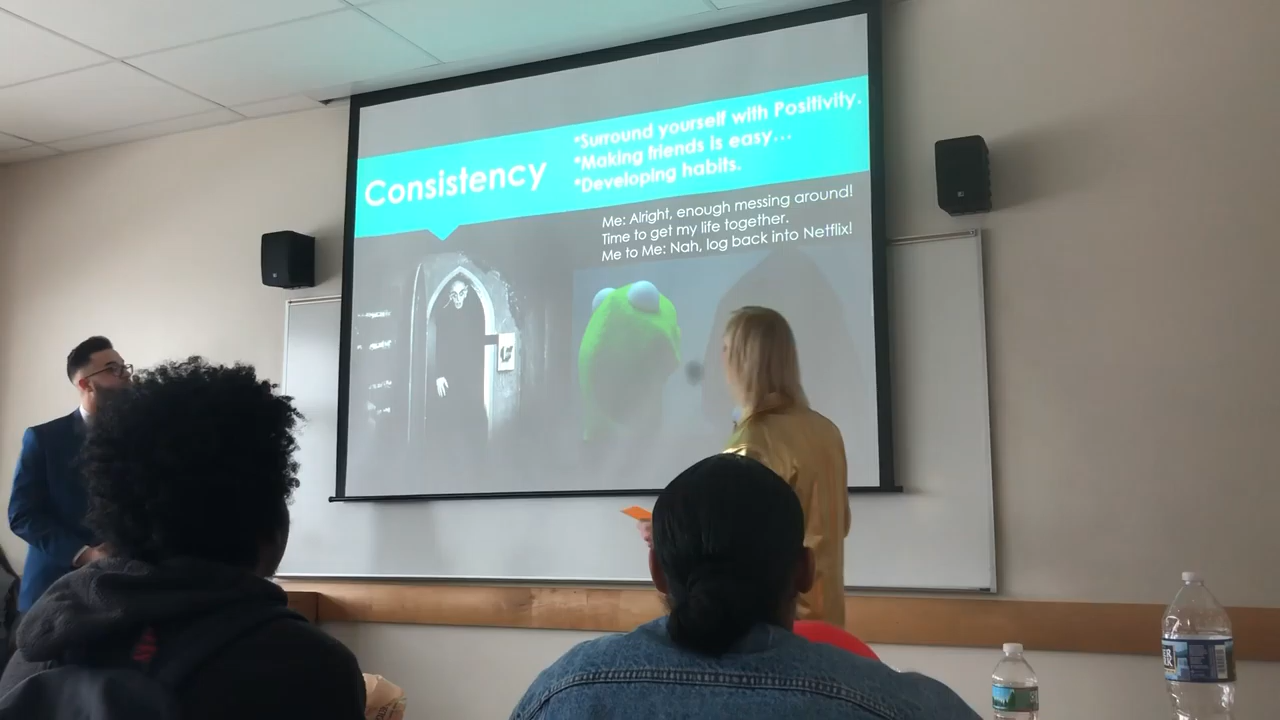 Consistency
*Surround yourself with Positivity.
*Making friends is easy...
*Developing habits.
Me: Alright, enough messing around!
Time to get my life together.
Me to Me: Nah, log back into Netflix!